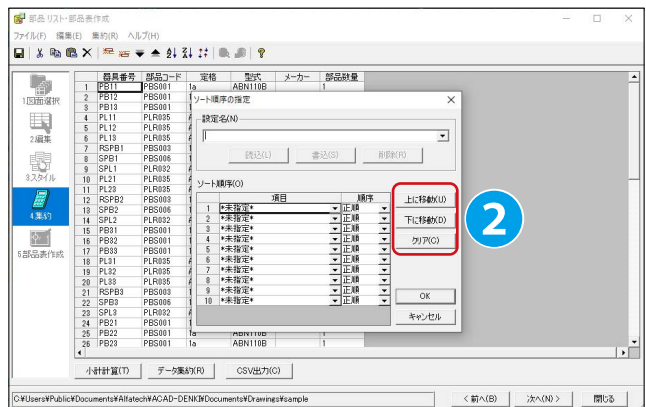 部品 リスト・部品表作成
ファイル(F) 編集(E) 集約(R) ヘルプ(H)
器具番号 部品コード 定格 型式 メーカー 部品数量
1 PB11 PBS001 1a ABN110B 1
2 PB12 PBS001
3 PB13 PBS001
4 PL11 PLR035
5 PL12 PLR035
6 PL13 PLR035
7 RSPB1 PBS003
8 SPB1 PBS006
9 SPL1 PLR032
10 PL21 PLR035
11 PL23 PLR035
12 RSPB2 PBS003
13 SPB2 PBS006
14 SPL2 PLR032
15 PB31 PBS001
16 PB32 PBS001
17 PB33 PBS001
18 PL31 PLR035
19 PL32 PLR035
20 PL33 PLR035
21 RSPB3 PBS003
22 SPB3 PBS006
23 SPL3 PLR032
24 PB21 PBS001
25 PB22 PBS001 1a ABN110B 1
26 PB23 PBS001 1a ABN110B 1
1図面選択
2.編集
3.スタイル
4.集約
5部品表作成
ソート順序の指定
設定名(N)
読込(L) 書込(S) 削除(R)
ソート順序(O)
項目 順序
1 *未指定* 正順
2 *未指定* 正順
3 *未指定* 正順
4 *未指定* 正順
5 *未指定* 正順
6 *未指定* 正順
7 *未指定* 正順
8 *未指定* 正順
9 *未指定* 正順
10 *未指定* 正順
上に移動(U)
下に移動(D)
クリア(C)
2
OK
キャンセル
小計計算(T) データ集約(R) CSV出力(O)
C:¥Users¥Public¥Documents¥Alfatech¥ACAD-DENKI¥Documents¥Drawings¥sample
< 前へ(B) 次へ(N) > 閉じる